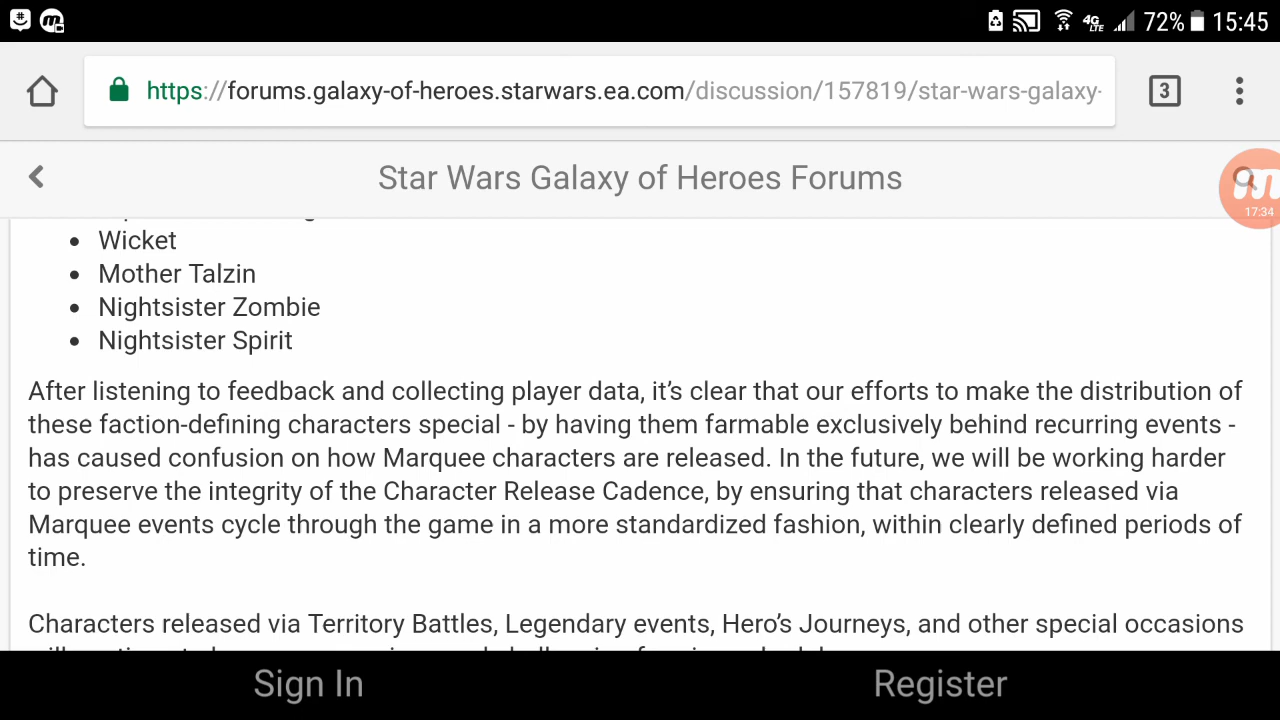 4G LTE 72% 15:45
https://forums.galaxy-of-heroes.starwars.ea.com/discussion/157819/star-wars-galaxy-
3
Star Wars Galaxy of Heroes Forums
17:34
• Wicket
• Mother Talzin
• Nightsister Zombie
• Nightsister Spirit
After listening to feedback and collecting player data, it’s clear that our efforts to make the distribution of
these faction-defining characters special - by having them farmable exclusively behind recurring events -
has caused confusion on how Marquee characters are released. In the future, we will be working harder
to preserve the integrity of the Character Release Cadence, by ensuring that characters released via
Marquee events cycle through the game in a more standardized fashion, within clearly defined periods of
time.
Characters released via Territory Battles, Legendary events, Hero’s Journeys, and other special occasions
Sign In
Register